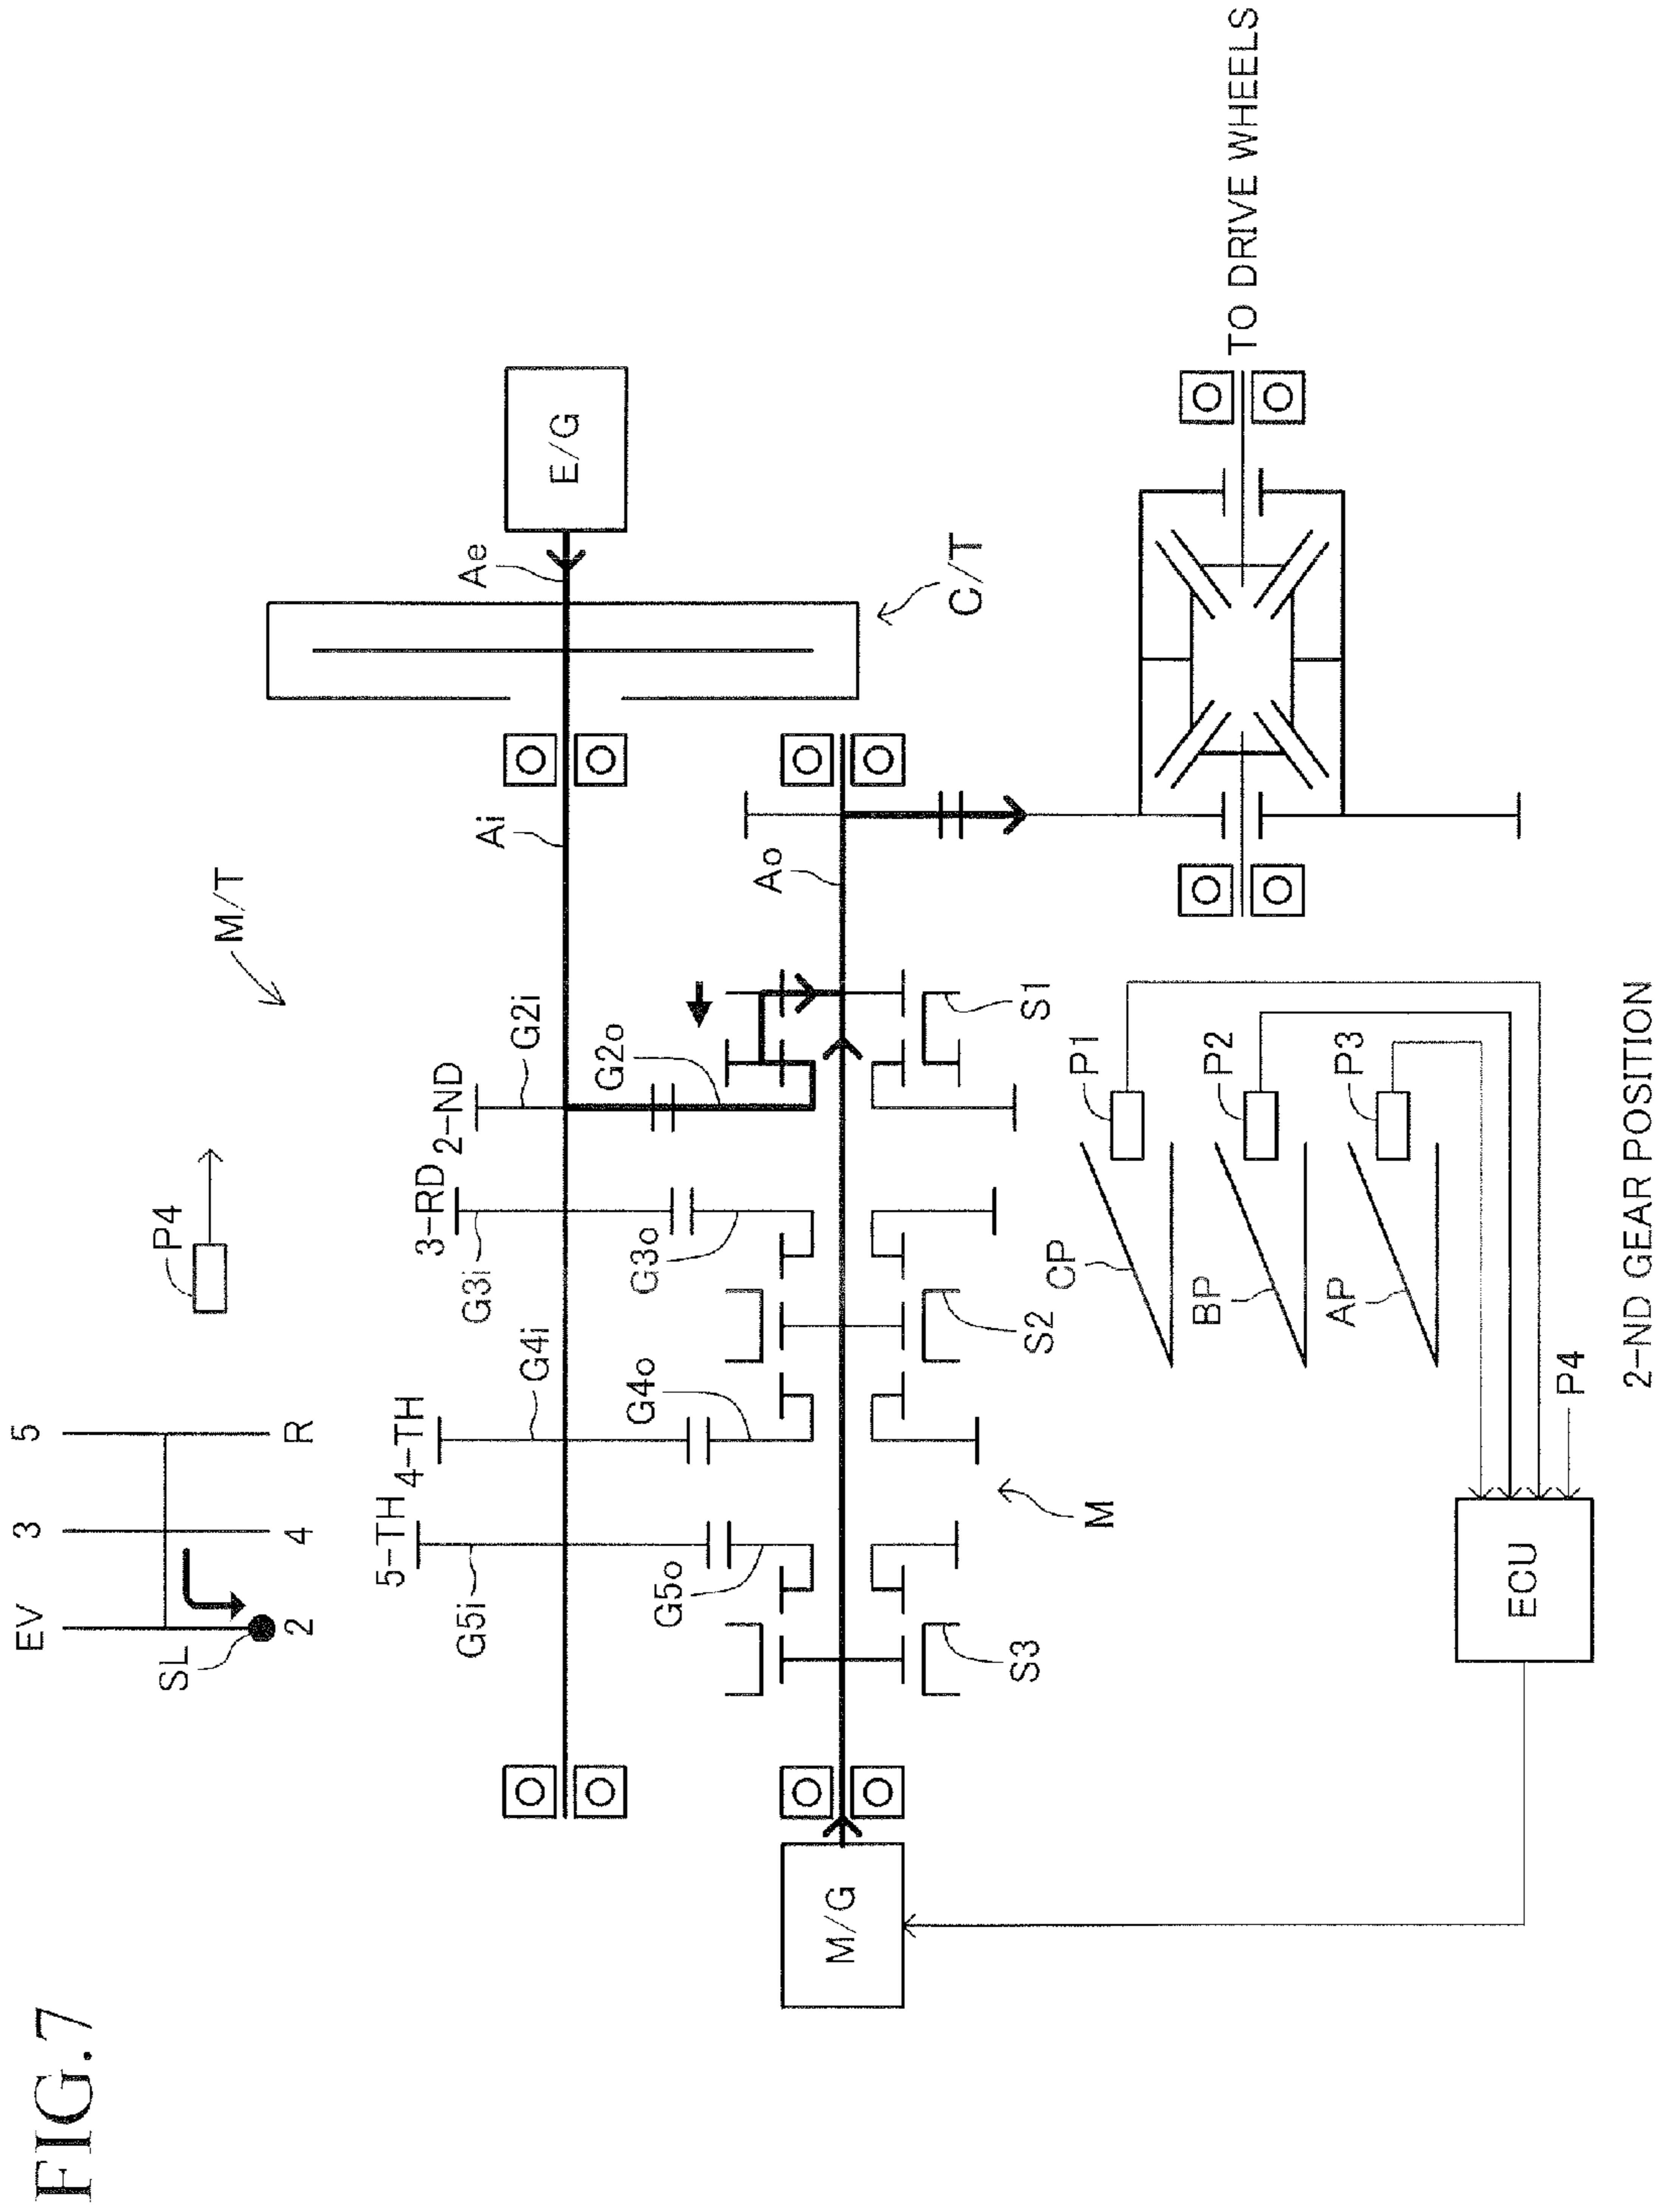 FIG.7
EV 3 5
SL
2 4 R
P4
M/T
5-TH
4-TH
3-RD
2-ND
G5i
G4i
G3i
G2i
Ai
Ae
E/G
G5o
G4o
G3o
G2o
Ao
C/T
M/G
S3
S2
S1
M
CP
P1
BP
P2
AP
P3
P4
ECU
TO DRIVE WHEELS
2-ND GEAR POSITION